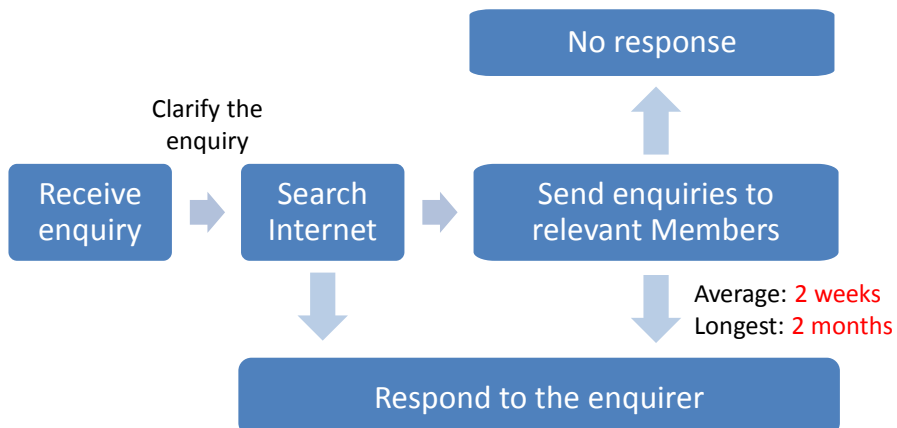 No response
Clarify the
enquiry
Receive
enquiry
Search
Internet
Send enquiries to
relevant Members
Average: 2 weeks
Longest: 2 months
Respond to the enquirer